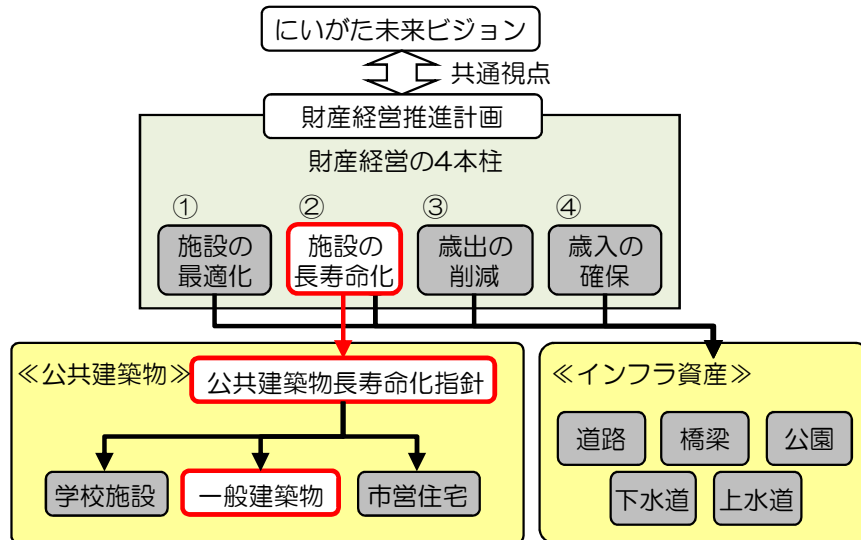 にいがた未来ビジョン
共通視点
財産経営推進計画
財産経営の4本柱
①
②
③
④
施設の
最適化
施設の
長寿命化
歳出の
削減
歳入の
確保
≪公共建築物≫
公共建築物長寿命化指針
学校施設
一般建築物
市営住宅
≪インフラ資産≫
道路
橋梁
公園
下水道
上水道